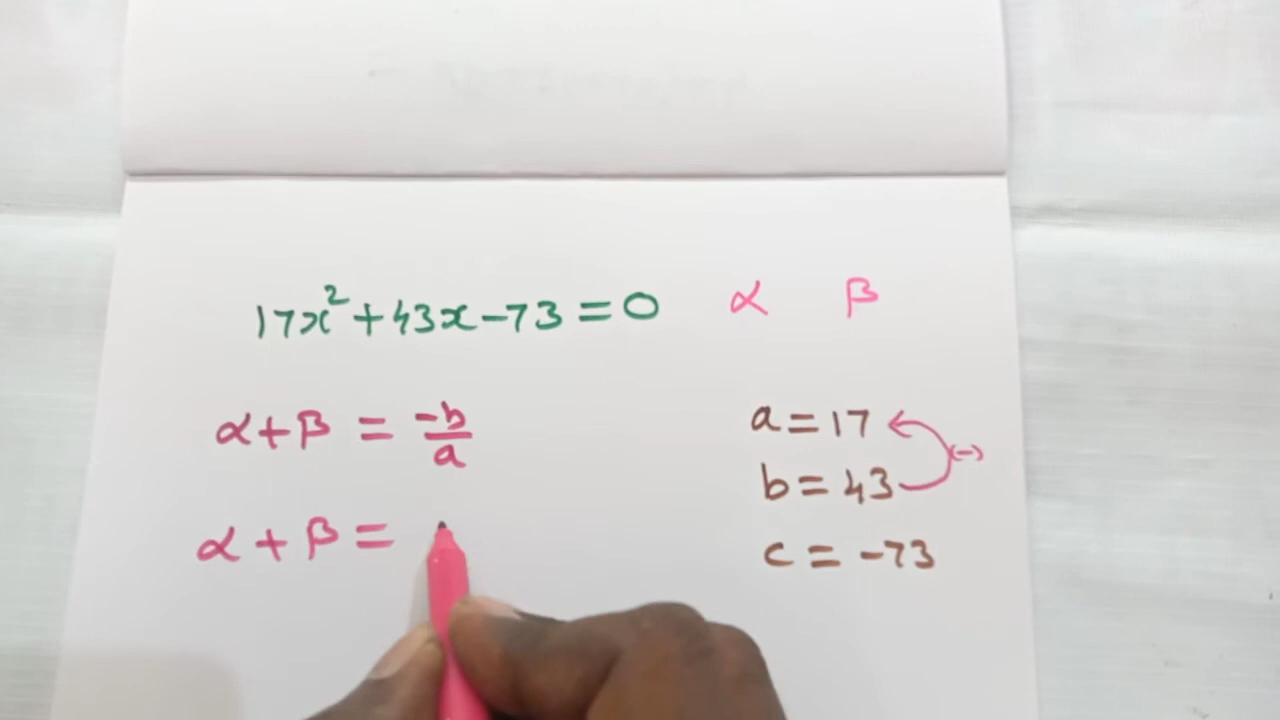 17x² + 43x - 73 = 0 α β
α + β = -b/a
a = 17
(-)
b = 43
α + β =
c = -73